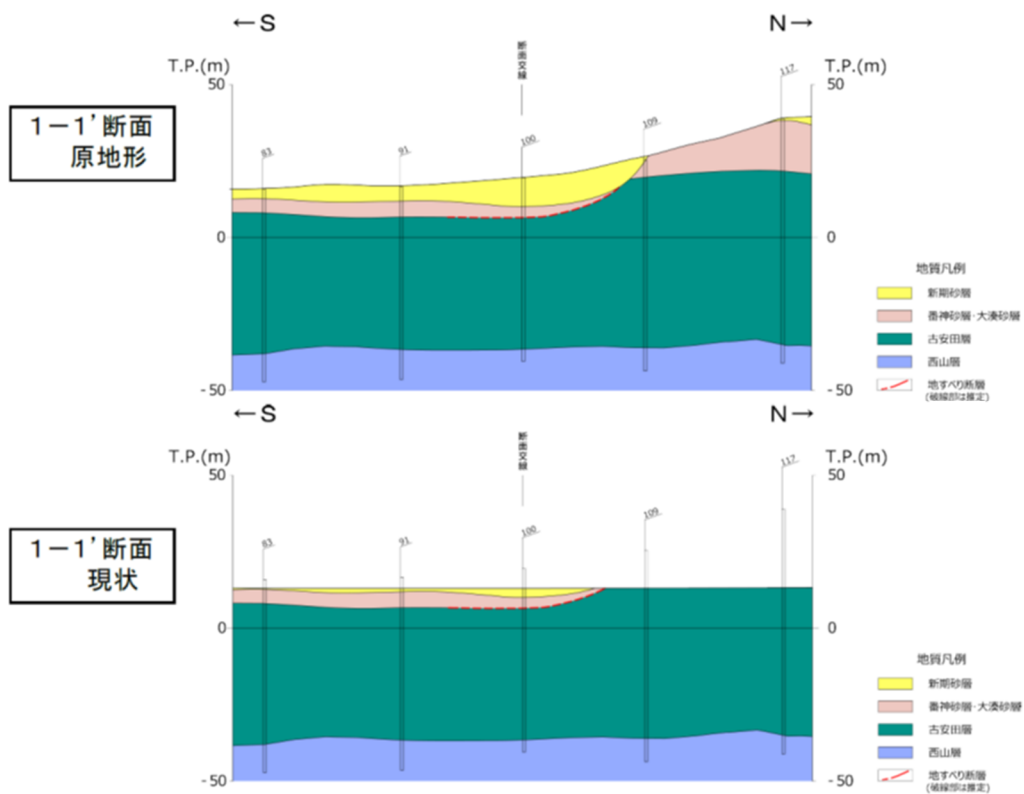 ←S
N→
断面交線
T.P.(m)
T.P.(m)
50
50
117
1－1'断面
原地形
83
91
100
109
0
0
地質凡例
新期砂層
番神砂層・大湊砂層
古安田層
西山層
地すべり断層
(破線部は推定)
-50
-50
←S
N→
断面交線
T.P.(m)
T.P.(m)
50
50
117
1－1'断面
現状
83
91
100
109
0
0
地質凡例
新期砂層
番神砂層・大湊砂層
古安田層
西山層
地すべり断層
(破線部は推定)
-50
-50